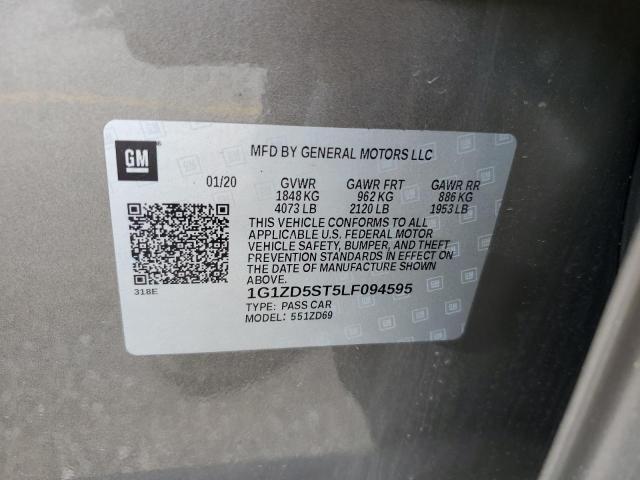 GM
MFD BY GENERAL MOTORS LLC
01/20 GVWR GAWR FRT GAWR RR
1848 KG 962 KG 886 KG
4073 LB 2120 LB 1953 LB
THIS VEHICLE CONFORMS TO ALL
APPLICABLE U.S. FEDERAL MOTOR
VEHICLE SAFETY, BUMPER, AND THEFT
PREVENTION STANDARDS IN EFFECT ON
THE DATE OF MANUFACTURE SHOWN
ABOVE.
318E
1G1ZD5ST5LF094595
TYPE: PASS CAR
MODEL: 551ZD69